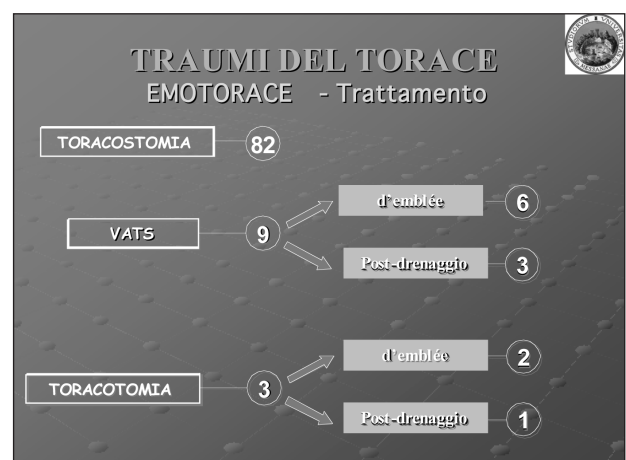 TRAUMI DEL TORACE
EMOTORACE - Trattamento
TORACOSTOMIA 82
d'emblée 6
VATS 9
Post-drenaggio 3
d'emblée 2
TORACOTOMIA 3
Post-drenaggio 1